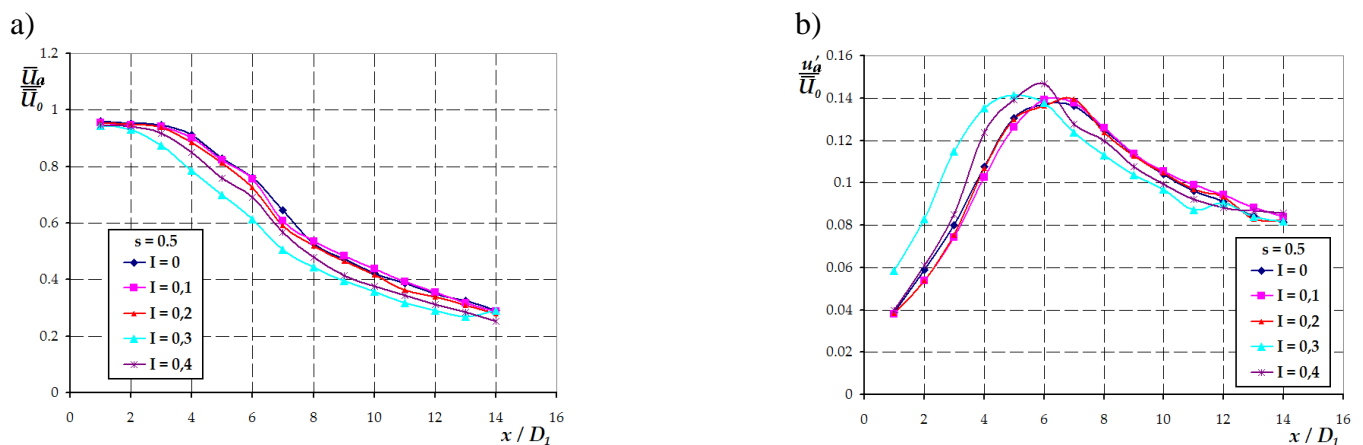 a)
b)
1.2
1
0.8
0.6
0.4
0.2
0 2 4 6 8 10 12 14 16
U̅a
U̅0
x / D1
s = 0.5
I = 0
I = 0,1
I = 0,2
I = 0,3
I = 0,4
0.16
0.14
0.12
0.1
0.08
0.06
0.04
0.02
0
0 2 4 6 8 10 12 14 16
u'a
U̅0
x / D1
s = 0.5
I = 0
I = 0,1
I = 0,2
I = 0,3
I = 0,4